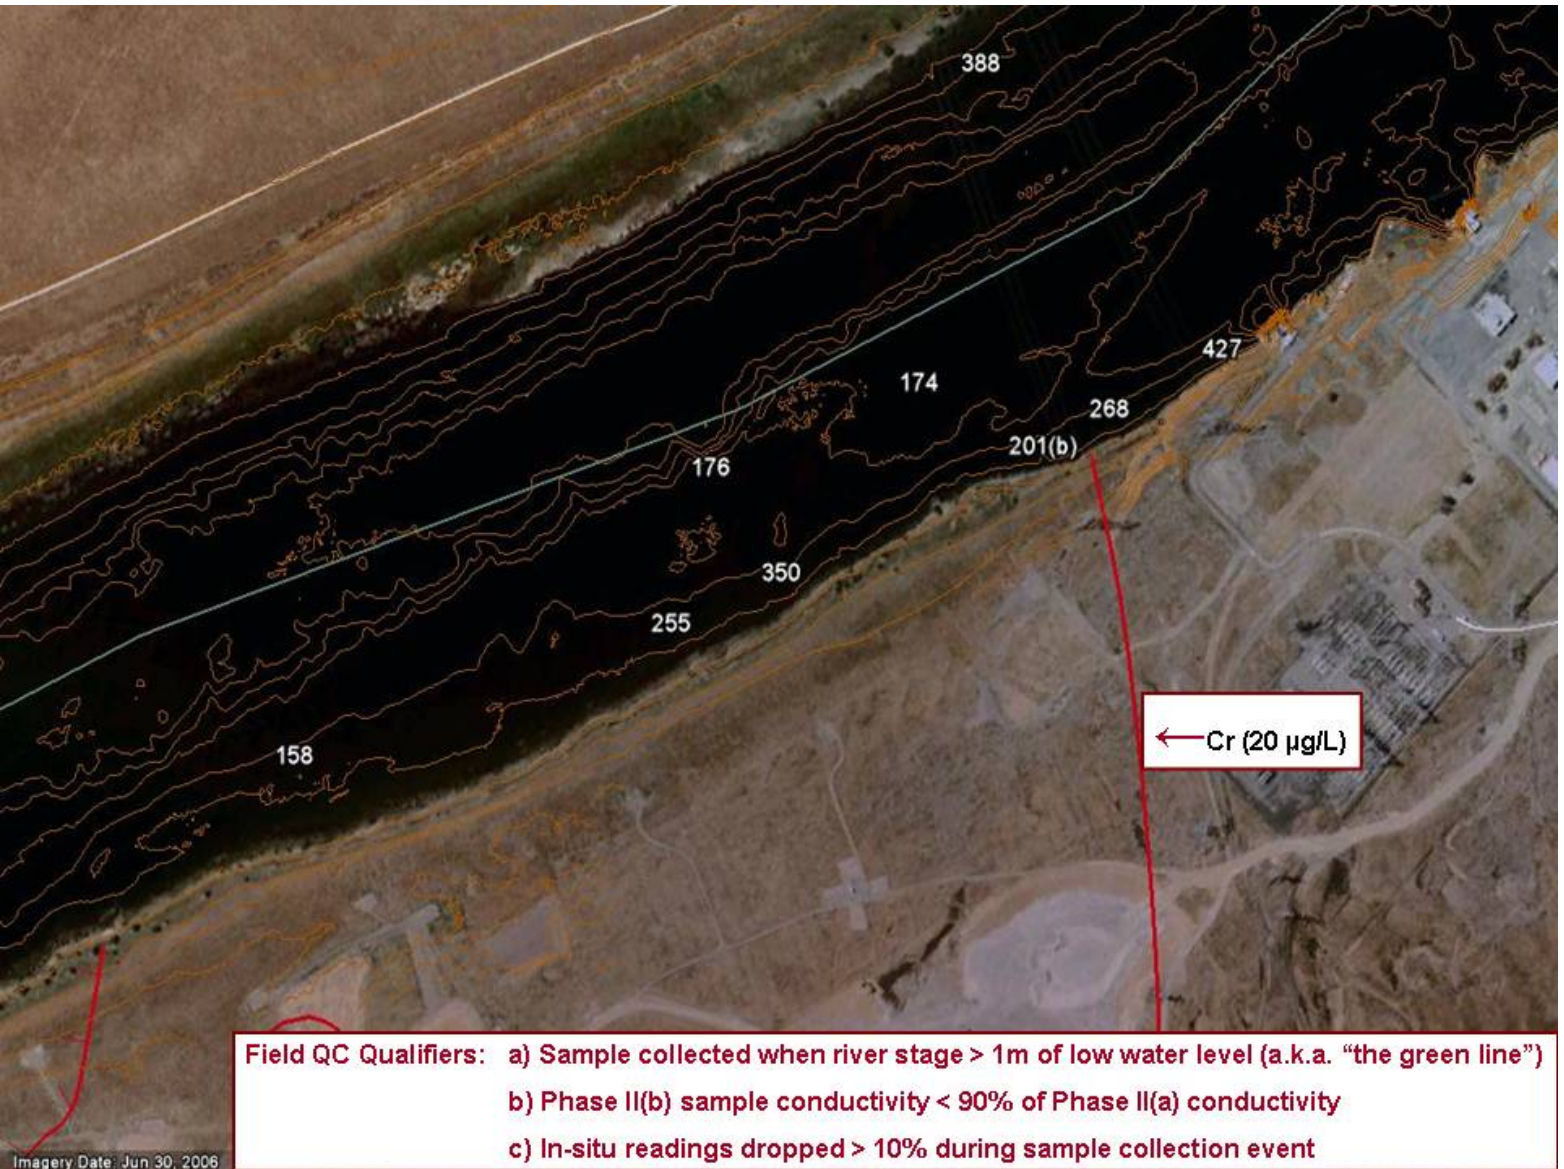 388
427
174
268
201(b)
176
350
255
158
←Cr (20 µg/L)
Field QC Qualifiers: a) Sample collected when river stage > 1m of low water level (a.k.a. “the green line”)
b) Phase II(b) sample conductivity < 90% of Phase II(a) conductivity
c) In-situ readings dropped > 10% during sample collection event
Imagery Date: Jun 30, 2006